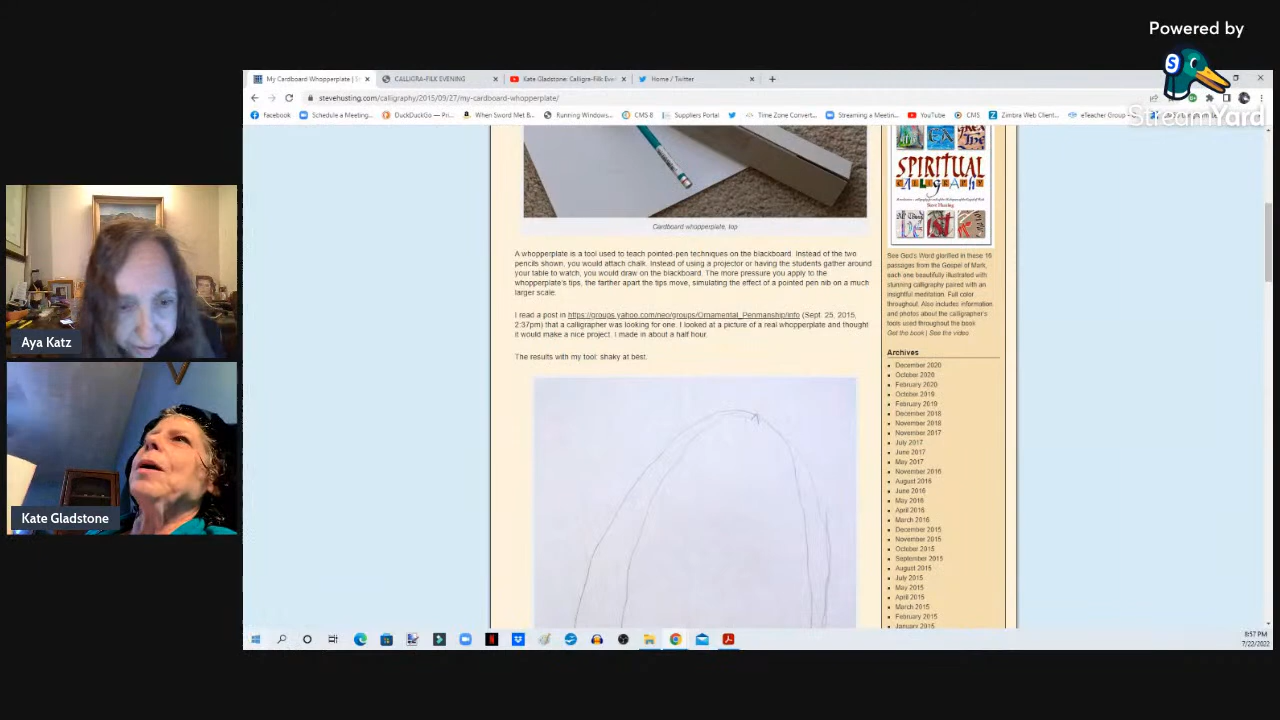 Powered by
StreamYard
My Cardboard Whopperplate | S
CALLIGRA-FILK EVENING
Kate Gladstone: Calligra-Filk Eve
Home / Twitter
stevehusting.com/calligraphy/2015/09/27/my-cardboard-whopperplate/
Facebook
Schedule a Meeting...
DuckDuckGo — Pri...
When Sword Met B...
Running Windows...
CMS 8
Suppliers Portal
Time Zone Convert...
Streaming a Meetin...
YouTube
CMS
Zimbra Web Client...
eTeacher Group -
Cardboard whopperplate, top
A whopperplate is a tool used to teach pointed-pen techniques on the blackboard. Instead of the two
pencils shown, you would attach chalk. Instead of using a projector or having the students gather around
your table to watch, you would draw on the blackboard. The more pressure you apply to the
whopperplate's tips, the farther apart the tips move, simulating the effect of a pointed pen nib on a much
larger scale.
I read a post in https://groups.yahoo.com/neo/groups/Ornamental_Penmanship/info (Sept. 25, 2015,
2:37pm) that a calligrapher was looking for one. I looked at a picture of a real whopperplate and thought
it would make a nice project. I made in about a half hour.
The results with my tool: shaky at best.
SPIRITUAL
CALLIGRAPHY
Steve Husting
See God's Word glorified in these 16
passages from the Gospel of Mark,
each one beautifully illustrated with
stunning calligraphy paired with an
insightful meditation. Full color
throughout. Also includes information
and photos about the calligrapher's
tools used throughout the book.
Get the book | See the video
Archives
December 2020
October 2020
February 2020
October 2019
February 2019
December 2018
November 2018
November 2017
July 2017
June 2017
May 2017
November 2016
August 2016
June 2016
May 2016
April 2016
March 2016
December 2015
November 2015
October 2015
September 2015
August 2015
July 2015
May 2015
April 2015
March 2015
February 2015
January 2015
Aya Katz
Kate Gladstone
8:57 PM
7/22/2022